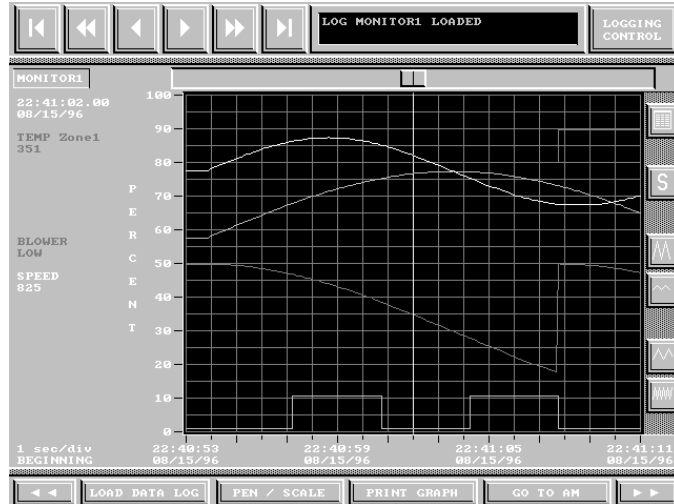 LOG MONITOR1 LOADED
LOGGING
CONTROL
MONITOR1
22:41:02.00
08/15/96
TEMP Zone1
351
BLOWER
LOW
SPEED
825
PERCENT
100
90
80
70
60
50
40
30
20
10
0
S
1 sec/div
BEGINNING
22:40:53
08/15/96
22:40:59
08/15/96
22:41:05
08/15/96
22:41:11
08/15/96
LOAD DATA LOG
PEN / SCALE
PRINT GRAPH
GO TO AM